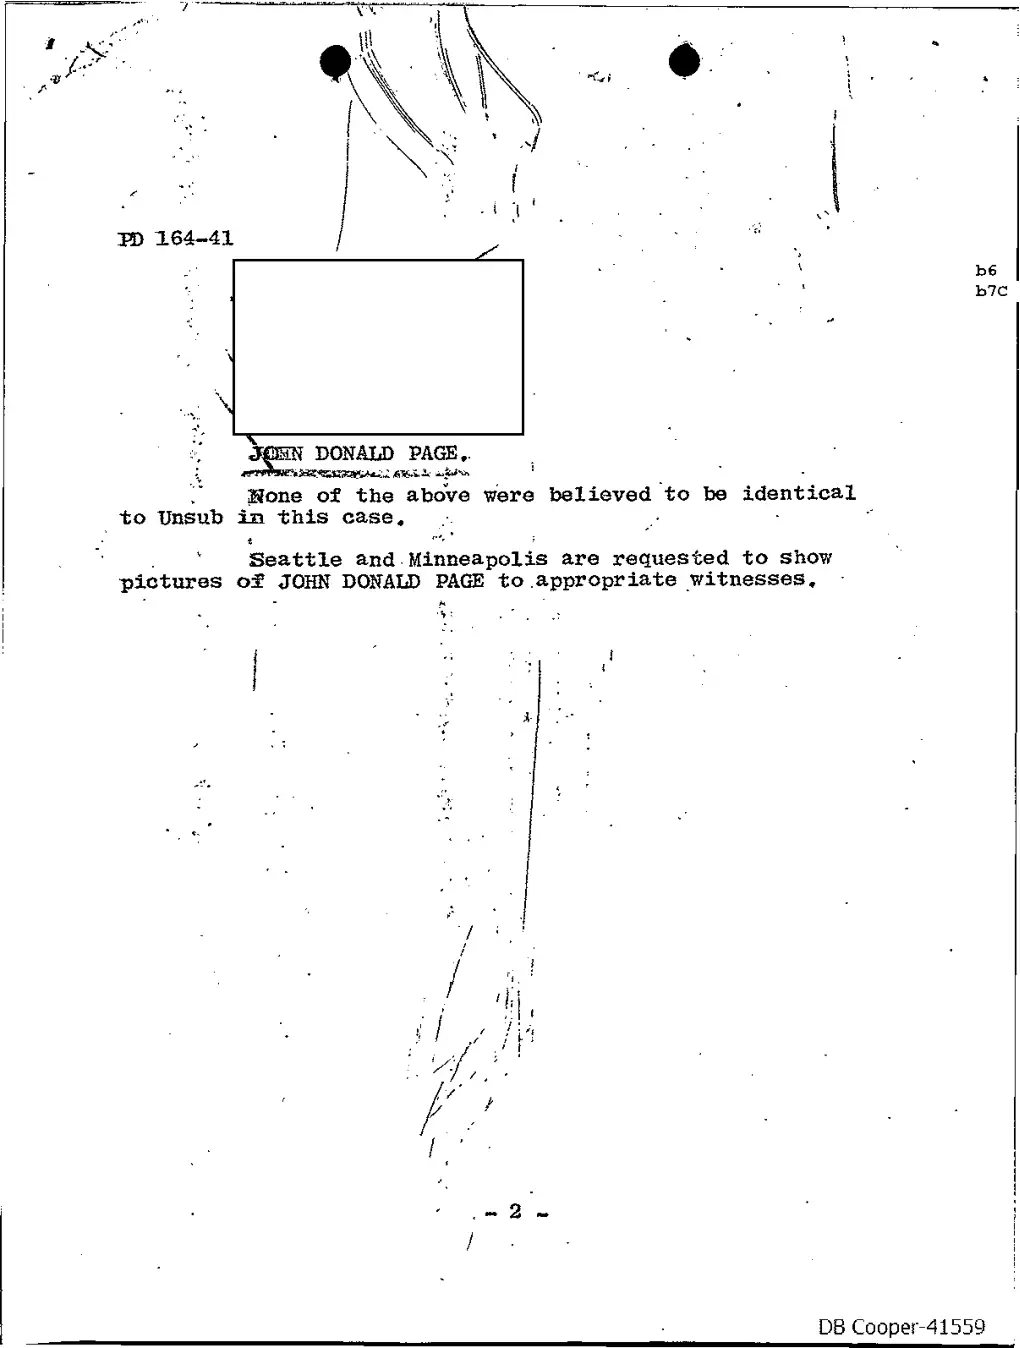 PD 164-41
b6
b7C
JOHN DONALD PAGE.
None of the above were believed to be identical
to Unsub in this case.
Seattle and Minneapolis are requested to show
pictures of JOHN DONALD PAGE to appropriate witnesses.
- 2 -
DB Cooper-41559